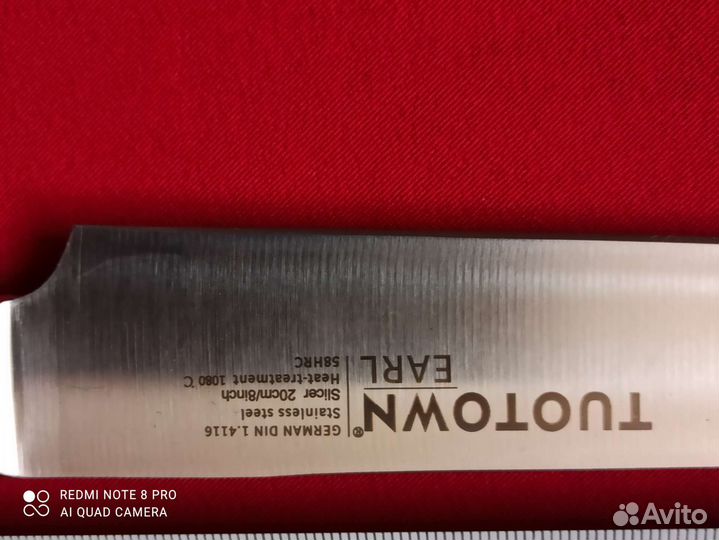 TUOTOWN®
EARL
GERMAN DIN 1.4116
Stainless steel
Slicer 20cm/8inch
Heat-treatment 1080℃
58HRC
REDMI NOTE 8 PRO
AI QUAD CAMERA
Avito